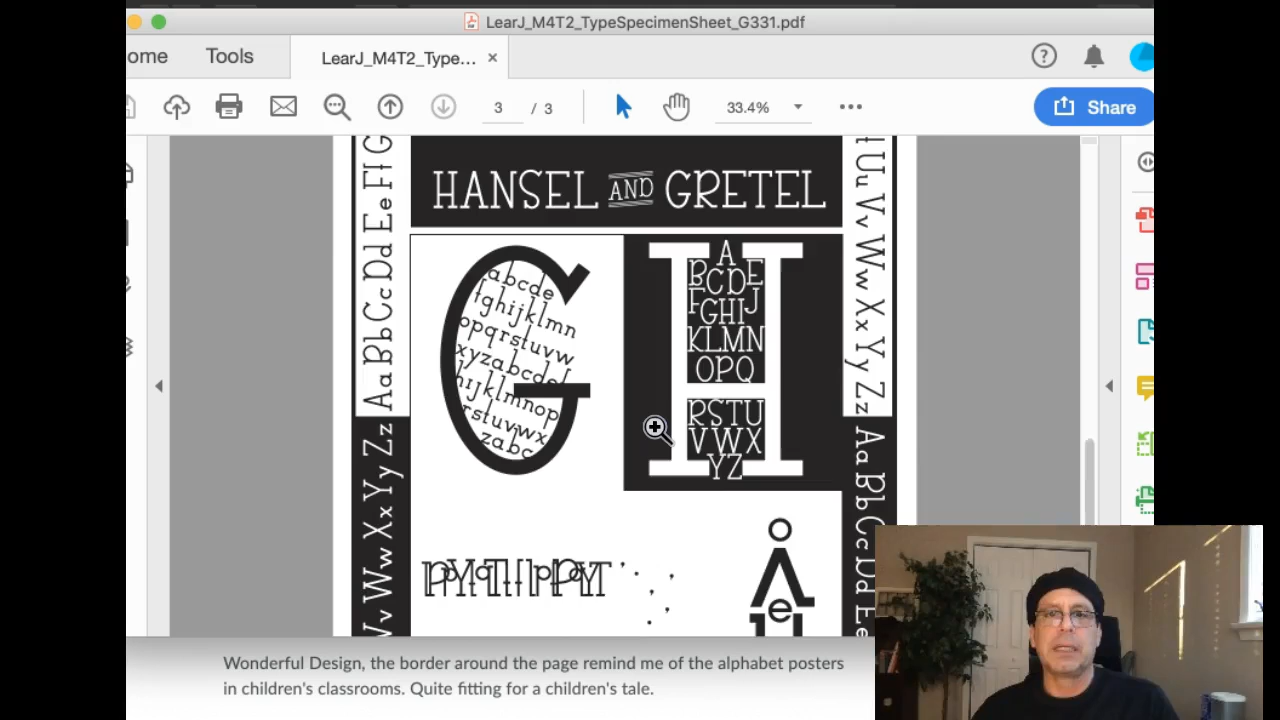 LearJ_M4T2_TypeSpecimenSheet_G331.pdf
ome Tools LearJ_M4T2_Type... ×
3 / 3 33.4% Share
HANSEL AND GRETEL
Aa Bb Cc Dd Ee Ff G
Vv Ww Xx Yy Zz
abcde
fghijklmn
opqrstuvw
xyzabcde
hijklmnop
rstuvwx
zabc
A
BCDE
FGHIJ
KLMN
OPQ
RSTU
VWX
YZ
Uu Vv Ww Xx Yy Zz
Aa Bb Cc Dd Ee
e
Wonderful Design, the border around the page remind me of the alphabet posters
in children's classrooms. Quite fitting for a children's tale.